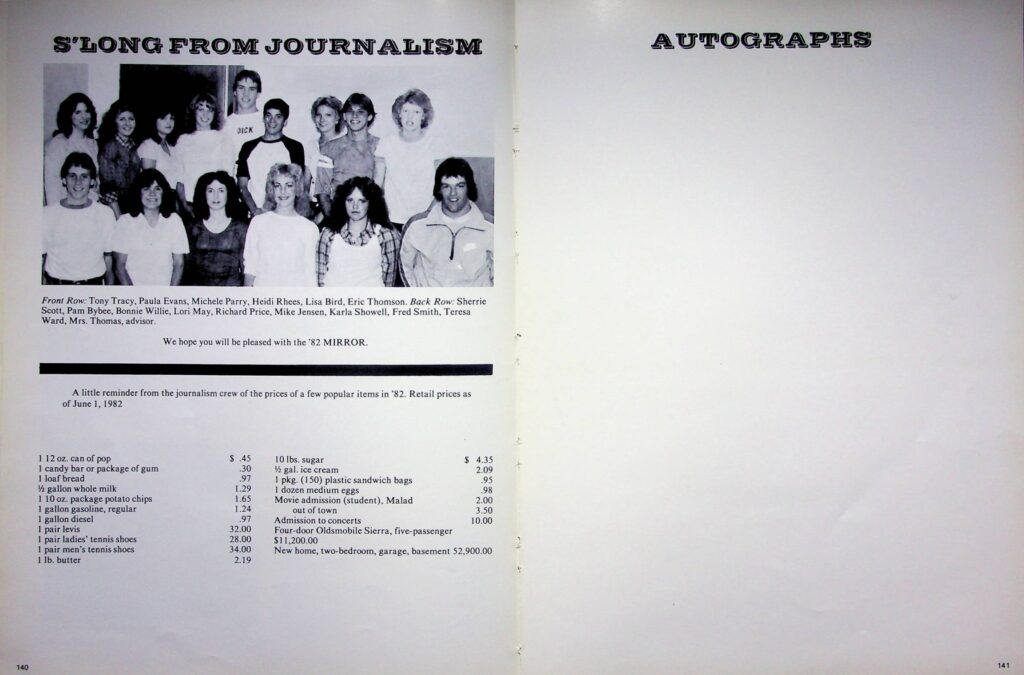 S'LONG FROM JOURNALISM
DICK
Front Row: Tony Tracy, Paula Evans, Michele Parry, Heidi Rhees, Lisa Bird, Eric Thomson. Back Row: Sherrie
Scott, Pam Bybee, Bonnie Willie, Lori May, Richard Price, Mike Jensen, Karla Showell, Fred Smith, Teresa
Ward, Mrs. Thomas, advisor.
We hope you will be pleased with the '82 MIRROR.
A little reminder from the journalism crew of the prices of a few popular items in '82. Retail prices as
of June 1, 1982
1 12 oz. can of pop $ .45
1 candy bar or package of gum .30
1 loaf bread .97
½ gallon whole milk 1.29
1 10 oz. package potato chips 1.65
1 gallon gasoline, regular 1.24
1 gallon diesel .97
1 pair levis 32.00
1 pair ladies' tennis shoes 28.00
1 pair men's tennis shoes 34.00
1 lb. butter 2.19
10 lbs. sugar $ 4.35
½ gal. ice cream 2.09
1 pkg. (150) plastic sandwich bags .95
1 dozen medium eggs .98
Movie admission (student), Malad 2.00
out of town 3.50
Admission to concerts 10.00
Four-door Oldsmobile Sierra, five-passenger
$11,200.00
New home, two-bedroom, garage, basement 52,900.00
140
AUTOGRAPHS
141